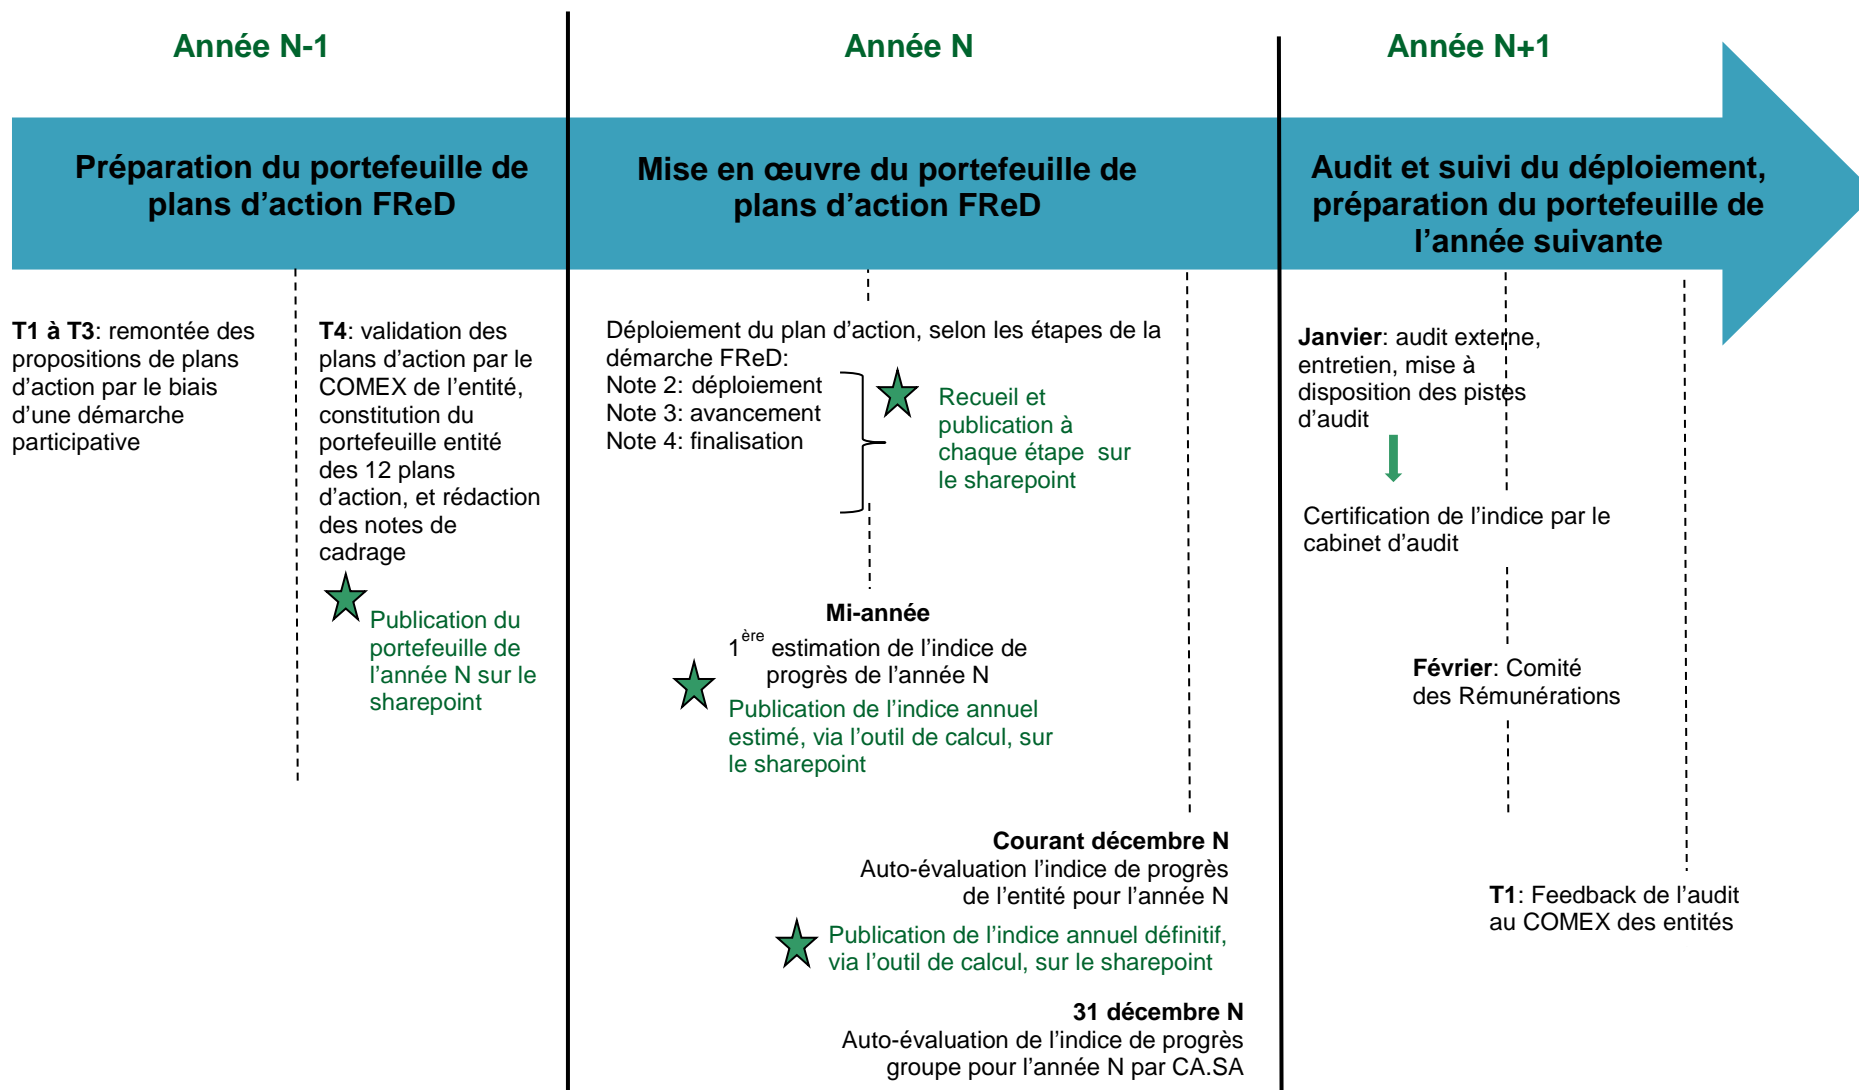 Année N-1
Année N
Année N+1
Préparation du portefeuille de
plans d’action FReD
Mise en œuvre du portefeuille de
plans d’action FReD
Audit et suivi du déploiement,
préparation du portefeuille de
l’année suivante
T1 à T3: remontée des
propositions de plans
d’action par le biais
d’une démarche
participative
T4: validation des
plans d’action par le
COMEX de l’entité,
constitution du
portefeuille entité
des 12 plans
d’action, et rédaction
des notes de
cadrage
Publication du
portefeuille de
l’année N sur le
sharepoint
Déploiement du plan d’action, selon les étapes de la
démarche FReD:
Note 2: déploiement
Note 3: avancement
Note 4: finalisation
Recueil et
publication à
chaque étape sur
le sharepoint
Mi-année
1ère estimation de l’indice de
progrès de l’année N
Publication de l’indice annuel
estimé, via l’outil de calcul, sur
le sharepoint
Courant décembre N
Auto-évaluation l’indice de progrès
de l’entité pour l’année N
Publication de l’indice annuel définitif,
via l’outil de calcul, sur le sharepoint
31 décembre N
Auto-évaluation de l’indice de progrès
groupe pour l’année N par CA.SA
Janvier: audit externe,
entretien, mise à
disposition des pistes
d’audit
Certification de l’indice par le
cabinet d’audit
Février: Comité
des Rémunérations
T1: Feedback de l’audit
au COMEX des entités